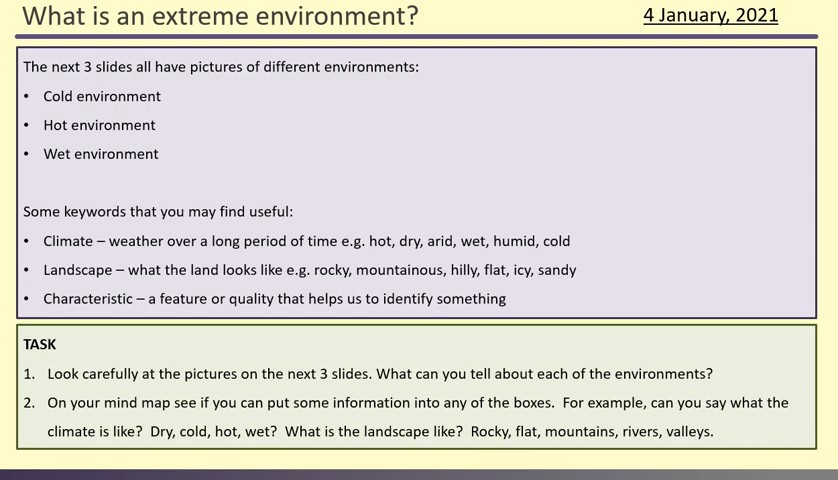 What is an extreme environment?
4 January, 2021
The next 3 slides all have pictures of different environments:
• Cold environment
• Hot environment
• Wet environment
Some keywords that you may find useful:
• Climate – weather over a long period of time e.g. hot, dry, arid, wet, humid, cold
• Landscape – what the land looks like e.g. rocky, mountainous, hilly, flat, icy, sandy
• Characteristic – a feature or quality that helps us to identify something
TASK
1. Look carefully at the pictures on the next 3 slides. What can you tell about each of the environments?
2. On your mind map see if you can put some information into any of the boxes.  For example, can you say what the
climate is like?  Dry, cold, hot, wet?  What is the landscape like?  Rocky, flat, mountains, rivers, valleys.